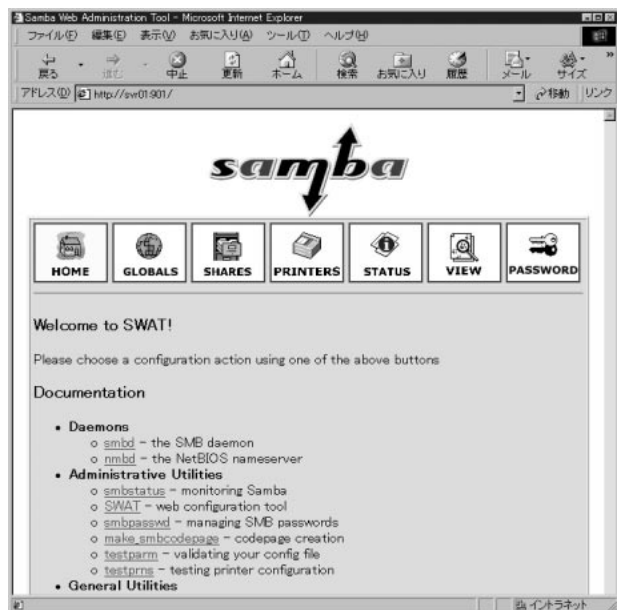 Samba Web Administration Tool - Microsoft Internet Explorer
ファイル(F) 編集(E) 表示(V) お気に入り(A) ツール(T) ヘルプ(H)
戻る 進む 中止 更新 ホーム 検索 お気に入り 履歴 メール サイズ »
アドレス(D) http://svr01:901/ 移動 リンク
samba
HOME GLOBALS SHARES PRINTERS STATUS VIEW PASSWORD
Welcome to SWAT!
Please choose a configuration action using one of the above buttons
Documentation
• Daemons
o smbd - the SMB daemon
o nmbd - the NetBIOS nameserver
• Administrative Utilities
o smbstatus - monitoring Samba
o SWAT - web configuration tool
o smbpasswd - managing SMB passwords
o make_smbcodepage - codepage creation
o testparm - validating your config file
o testprns - testing printer configuration
• General Utilities
イントラネット